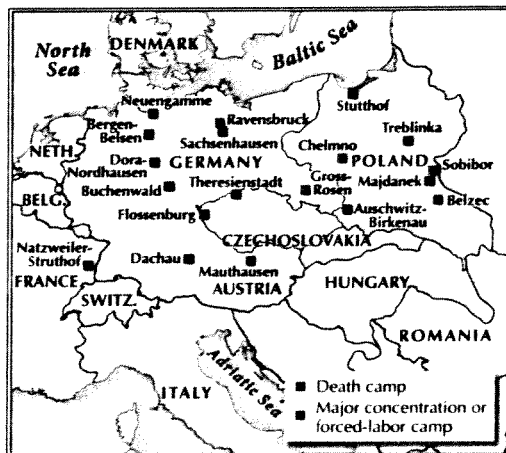 North
Sea
DENMARK
Baltic Sea
Neuengamme
Stutthof
Ravensbruck
Bergen-
Belsen
Sachsenhausen
Treblinka
NETH.
Chelmno
Dora-
Nordhausen
GERMANY
POLAND
Sobibor
Buchenwald
Theresienstadt
Gross-
Rosen
Majdanek
BELG.
Belzec
Flossenburg
Auschwitz-
Birkenau
CZECHOSLOVAKIA
Natzweiler-
Struthof
Dachau
Mauthausen
FRANCE
AUSTRIA
HUNGARY
SWITZ.
ROMANIA
Adriatic Sea
ITALY
Death camp
Major concentration or
forced-labor camp